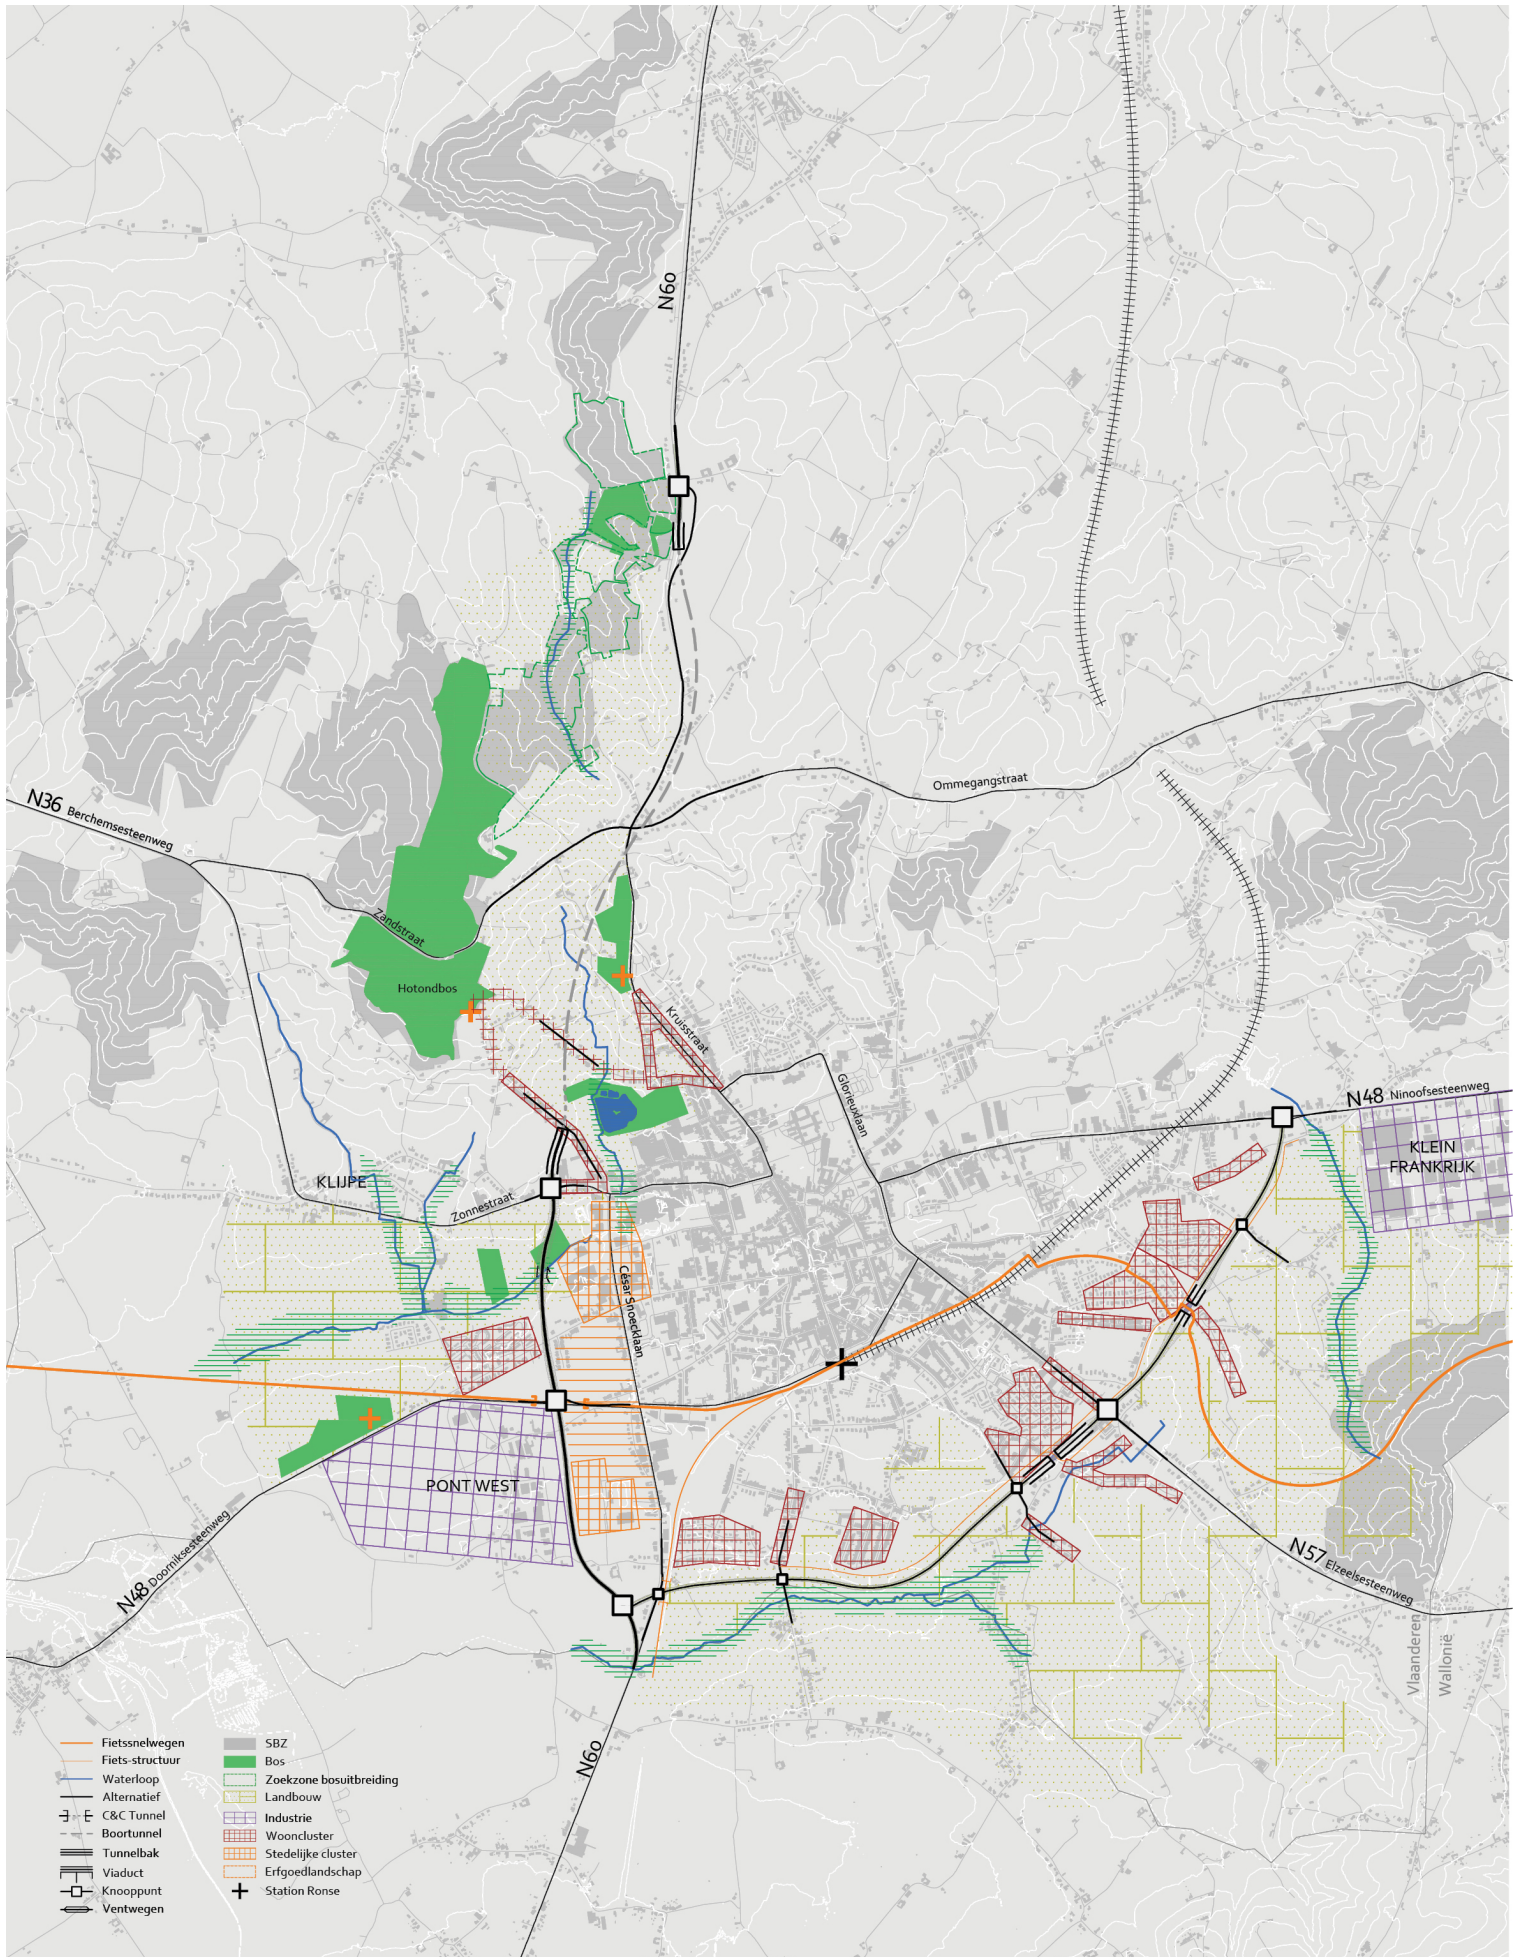 N60
Ommegangstraat
N36 Berchemsesteenweg
Zandstraat
Hotondbos
Kruisstraat
Glorieuxlaan
N48 Ninoofsesteenweg
KLEIN
FRANKRIJK
KLIJPE
Zonnestraat
César Snoecklaan
PONT WEST
N48 Doorniksesteenweg
N57 Elzeelsesteenweg
Vlaanderen
Wallonië
N60
Fietssnelwegen
Fiets-structuur
Waterloop
Alternatief
C&C Tunnel
Boortunnel
Tunnelbak
Viaduct
Knooppunt
Ventwegen
SBZ
Bos
Zoekzone bosuitbreiding
Landbouw
Industrie
Wooncluster
Stedelijke cluster
Erfgoedlandschap
Station Ronse